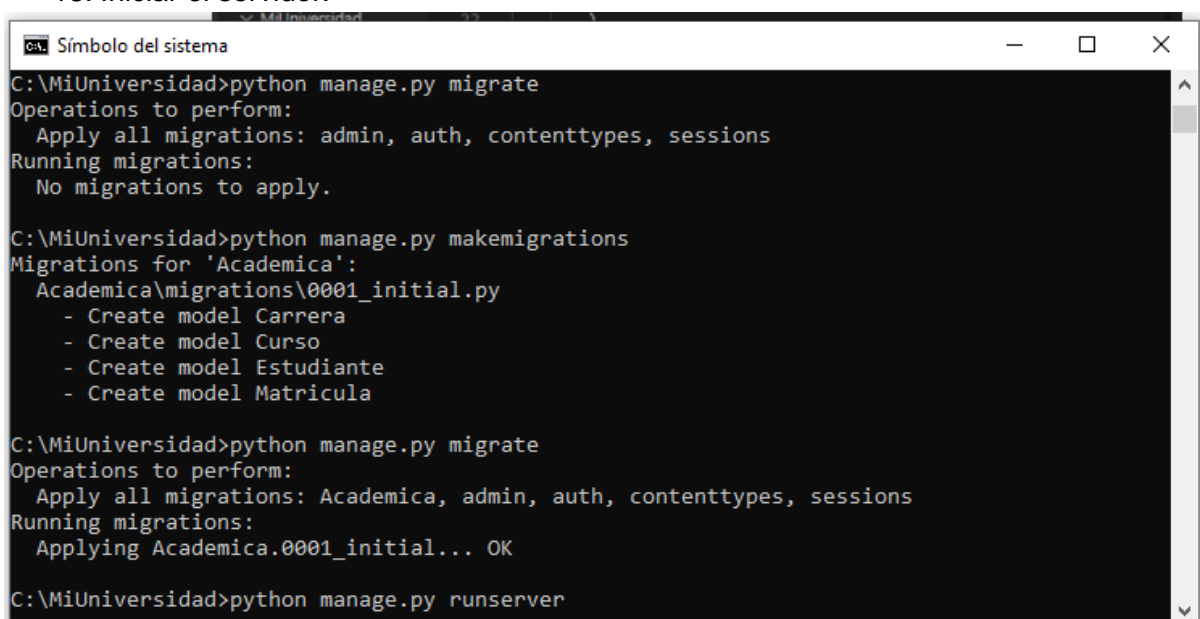 MiUniversidad 22 )
Símbolo del sistema
C:\MiUniversidad>python manage.py migrate
Operations to perform:
  Apply all migrations: admin, auth, contenttypes, sessions
Running migrations:
  No migrations to apply.
C:\MiUniversidad>python manage.py makemigrations
Migrations for 'Academica':
  Academica\migrations\0001_initial.py
    - Create model Carrera
    - Create model Curso
    - Create model Estudiante
    - Create model Matricula
C:\MiUniversidad>python manage.py migrate
Operations to perform:
  Apply all migrations: Academica, admin, auth, contenttypes, sessions
Running migrations:
  Applying Academica.0001_initial... OK
C:\MiUniversidad>python manage.py runserver